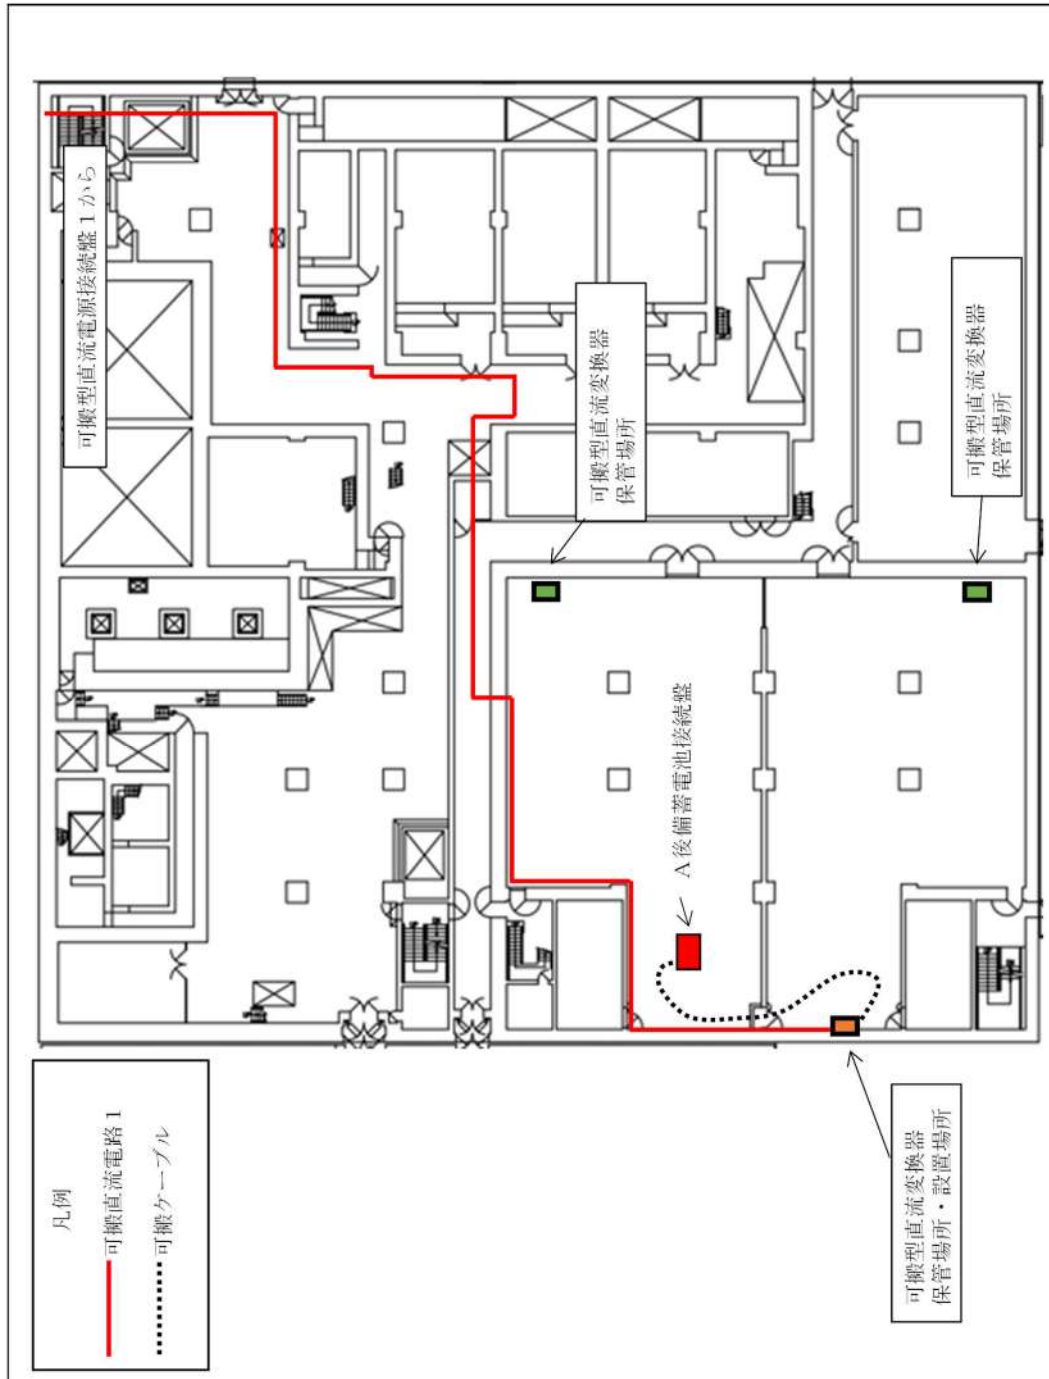 可搬型直流電源接続盤1から
可搬型直流変換器
保管場所
可搬型直流変換器
保管場所
A後備蓄電池接続盤
可搬型直流変換器
保管場所・設置場所
凡例
可搬直流電路1
可搬ケーブル